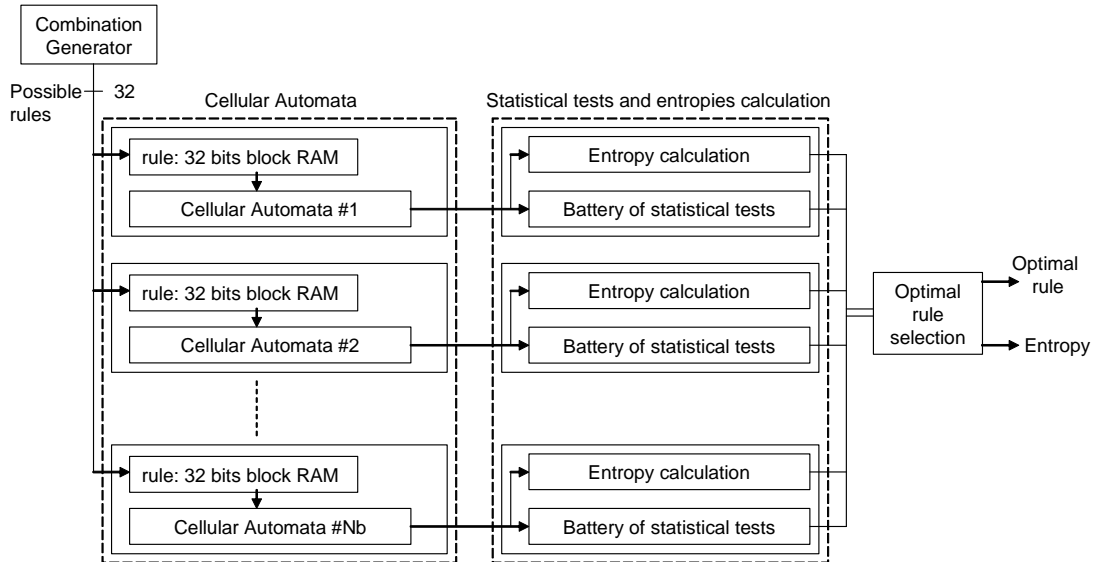 Combination
Generator
Possible
rules
32
Cellular Automata
Statistical tests and entropies calculation
rule: 32 bits block RAM
Cellular Automata #1
Entropy calculation
Battery of statistical tests
rule: 32 bits block RAM
Cellular Automata #2
Entropy calculation
Battery of statistical tests
Optimal
rule
selection
Optimal
rule
Entropy
rule: 32 bits block RAM
Cellular Automata #Nb
Entropy calculation
Battery of statistical tests